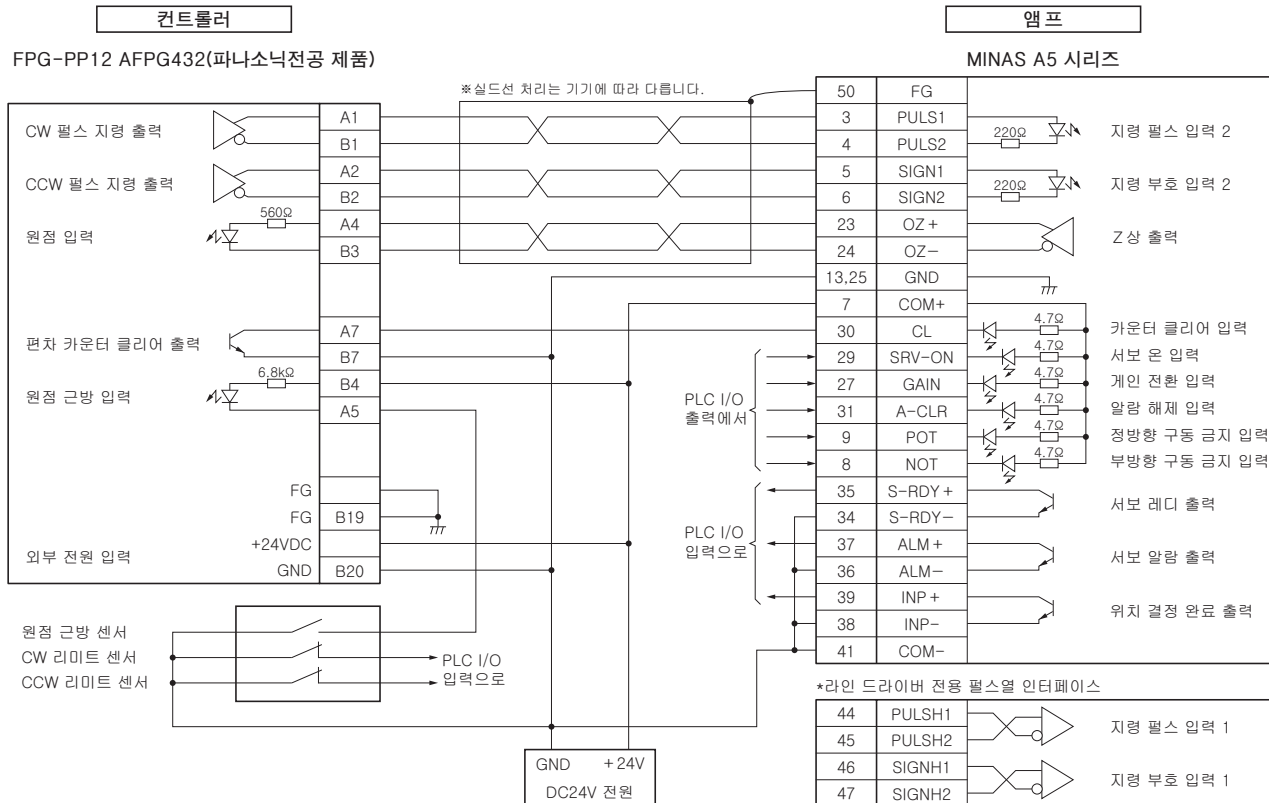 컨트롤러
앰프
FPG-PP12 AFPG432(파나소닉전공 제품)
MINAS A5 시리즈
※실드선 처리는 기기에 따라 다릅니다.
CW 펄스 지령 출력
A1
B1
CCW 펄스 지령 출력
A2
B2
원점 입력
560Ω
A4
B3
편차 카운터 클리어 출력
A7
B7
원점 근방 입력
6.8kΩ
B4
A5
FG
FG B19
외부 전원 입력
+24VDC
GND B20
원점 근방 센서
CW 리미트 센서
CCW 리미트 센서
PLC I/O
입력으로
GND +24V
DC24V 전원
PLC I/O
출력에서
PLC I/O
입력으로
50 FG
3 PULS1
4 PULS2
220Ω
지령 펄스 입력 2
5 SIGN1
6 SIGN2
220Ω
지령 부호 입력 2
23 OZ+
24 OZ-
Z상 출력
13,25 GND
7 COM+
30 CL 4.7Ω 카운터 클리어 입력
29 SRV-ON 4.7Ω 서보 온 입력
27 GAIN 4.7Ω 게인 전환 입력
31 A-CLR 4.7Ω 알람 해제 입력
9 POT 4.7Ω 정방향 구동 금지 입력
8 NOT 4.7Ω 부방향 구동 금지 입력
35 S-RDY+
34 S-RDY-
서보 레디 출력
37 ALM+
36 ALM-
서보 알람 출력
39 INP+
38 INP-
위치 결정 완료 출력
41 COM-
*라인 드라이버 전용 펄스열 인터페이스
44 PULSH1
45 PULSH2
지령 펄스 입력 1
46 SIGNH1
47 SIGNH2
지령 부호 입력 1